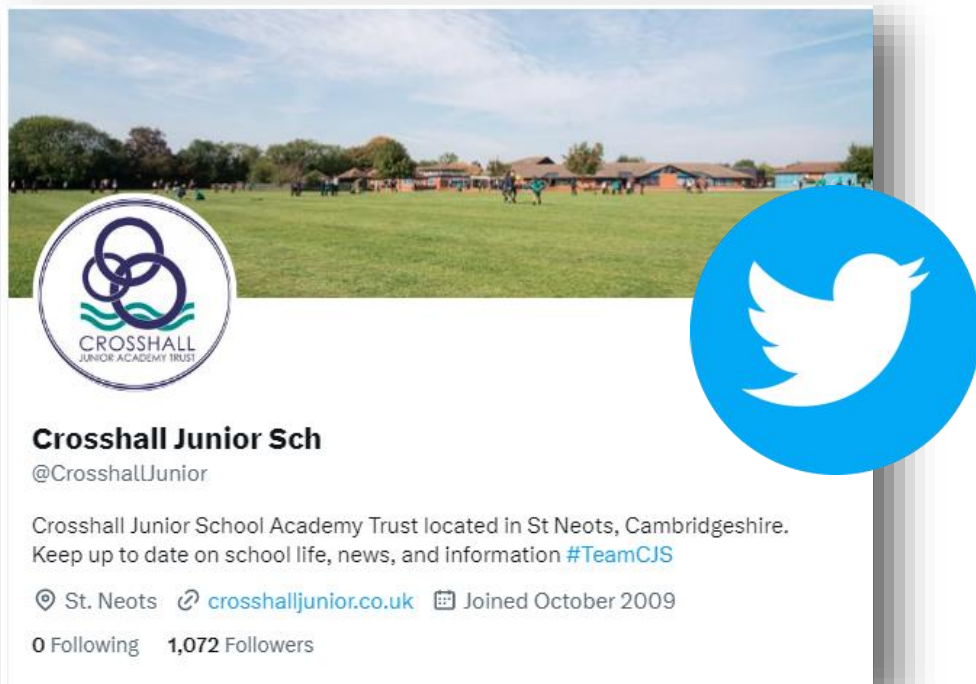 CROSSHALL
JUNIOR ACADEMY TRUST
Crosshall Junior Sch
@CrosshallJunior
Crosshall Junior School Academy Trust located in St Neots, Cambridgeshire.
Keep up to date on school life, news, and information #TeamCJS
St. Neots crosshalljunior.co.uk Joined October 2009
0 Following 1,072 Followers